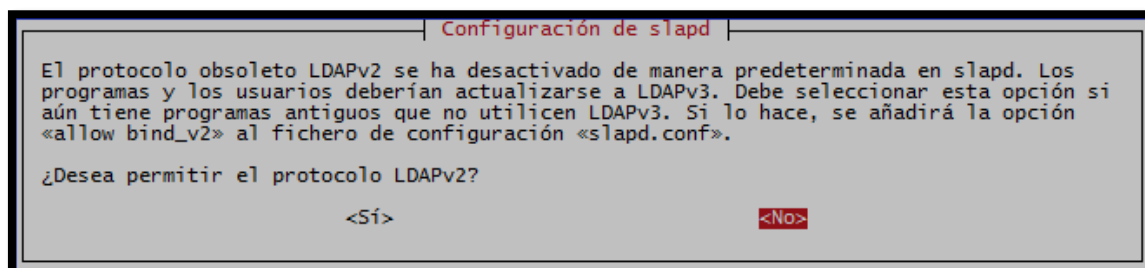 Configuración de slapd
El protocolo obsoleto LDAPv2 se ha desactivado de manera predeterminada en slapd. Los
programas y los usuarios deberían actualizarse a LDAPv3. Debe seleccionar esta opción si
aún tiene programas antiguos que no utilicen LDAPv3. Si lo hace, se añadirá la opción
«allow bind_v2» al fichero de configuración «slapd.conf».
¿Desea permitir el protocolo LDAPv2?
<Sí> <No>